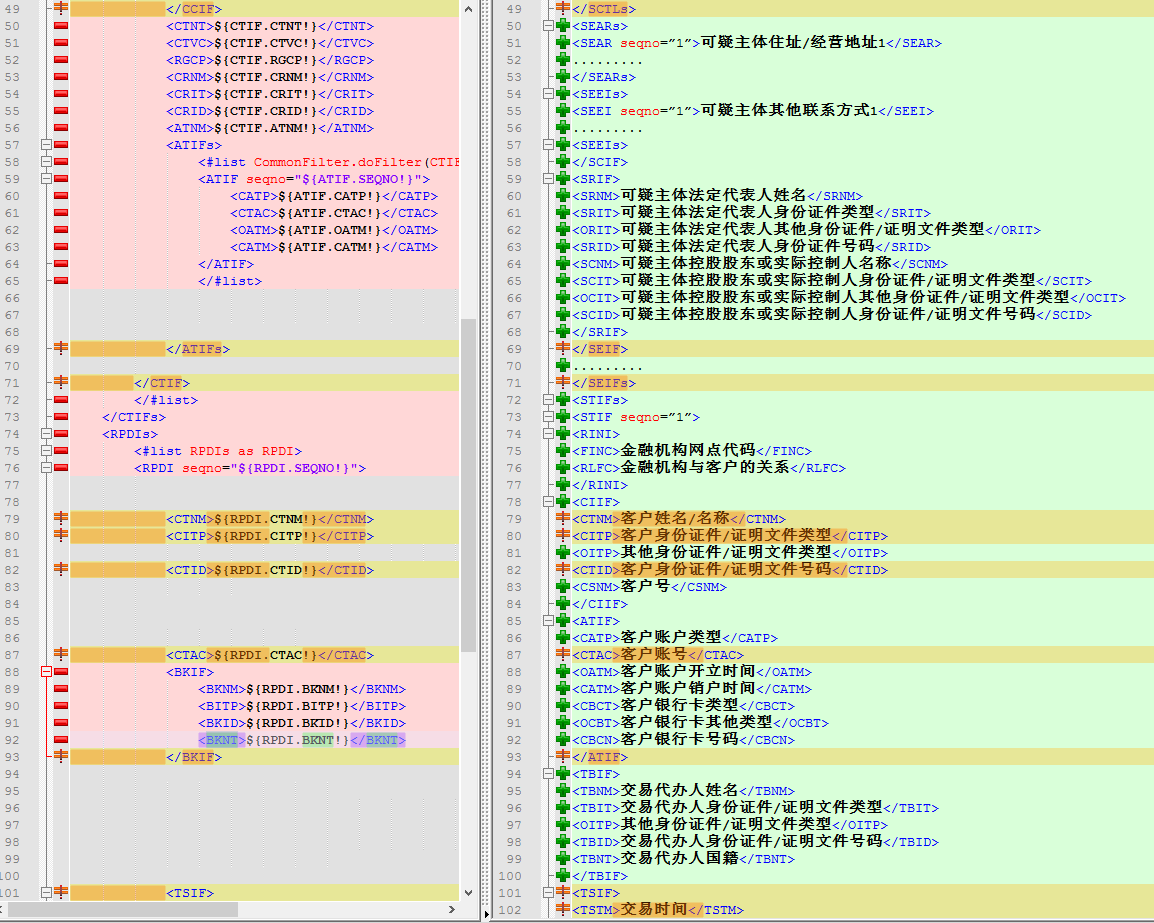 49 </CCIF>
50 <CTNT>${CTIF.CTNT!}</CTNT>
51 <CTVC>${CTIF.CTVC!}</CTVC>
52 <RGCP>${CTIF.RGCP!}</RGCP>
53 <CRNM>${CTIF.CRNM!}</CRNM>
54 <CRIT>${CTIF.CRIT!}</CRIT>
55 <CRID>${CTIF.CRID!}</CRID>
56 <ATNM>${CTIF.ATNM!}</ATNM>
57 <ATIFs>
58 <#list CommonFilter.doFilter(CTIF
59 <ATIF seqno="${ATIF.SEQNO!}">
60 <CATP>${ATIF.CATP!}</CATP>
61 <CTAC>${ATIF.CTAC!}</CTAC>
62 <OATM>${ATIF.OATM!}</OATM>
63 <CATM>${ATIF.CATM!}</CATM>
64 </ATIF>
65 </#list>
66
67
68
69 </ATIFs>
70
71 </CTIF>
72 </#list>
73 </CTIFs>
74 <RPDIs>
75 <#list RPDIs as RPDI>
76 <RPDI seqno="${RPDI.SEQNO!}">
77
78
79 <CTNM>${RPDI.CTNM!}</CTNM>
80 <CITP>${RPDI.CITP!}</CITP>
81
82 <CTID>${RPDI.CTID!}</CTID>
83
84
85
86
87 <CTAC>${RPDI.CTAC!}</CTAC>
88 <BKIF>
89 <BKNM>${RPDI.BKNM!}</BKNM>
90 <BITP>${RPDI.BITP!}</BITP>
91 <BKID>${RPDI.BKID!}</BKID>
92 <BKNT>${RPDI.BKNT!}</BKNT>
93 </BKIF>
94
95
96
97
98
99
100
101 <TSIF>
49 </SCTLs>
50 <SEARs>
51 <SEAR seqno="1">可疑主体住址/经营地址1</SEAR>
52 .........
53 </SEARs>
54 <SEEIs>
55 <SEEI seqno="1">可疑主体其他联系方式1</SEEI>
56 .........
57 <SEEIs>
58 </SCIF>
59 <SRIF>
60 <SRNM>可疑主体法定代表人姓名</SRNM>
61 <SRIT>可疑主体法定代表人身份证件类型</SRIT>
62 <ORIT>可疑主体法定代表人其他身份证件/证明文件类型</ORIT>
63 <SRID>可疑主体法定代表人身份证件号码</SRID>
64 <SCNM>可疑主体控股股东或实际控制人名称</SCNM>
65 <SCIT>可疑主体控股股东或实际控制人身份证件/证明文件类型</SCIT>
66 <OCIT>可疑主体控股股东或实际控制人其他身份证件/证明文件类型</OCIT>
67 <SCID>可疑主体控股股东或实际控制人身份证件/证明文件号码</SCID>
68 </SRIF>
69 </SEIF>
70 .........
71 </SEIFs>
72 <STIFs>
73 <STIF seqno="1">
74 <RINI>
75 <FINC>金融机构网点代码</FINC>
76 <RLFC>金融机构与客户的关系</RLFC>
77 </RINI>
78 <CIIF>
79 <CTNM>客户姓名/名称</CTNM>
80 <CITP>客户身份证件/证明文件类型</CITP>
81 <OITP>其他身份证件/证明文件类型</OITP>
82 <CTID>客户身份证件/证明文件号码</CTID>
83 <CSNM>客户号</CSNM>
84 </CIIF>
85 <ATIF>
86 <CATP>客户账户类型</CATP>
87 <CTAC>客户账号</CTAC>
88 <OATM>客户账户开立时间</OATM>
89 <CATM>客户账户销户时间</CATM>
90 <CBCT>客户银行卡类型</CBCT>
91 <OCBT>客户银行卡其他类型</OCBT>
92 <CBCN>客户银行卡号码</CBCN>
93 </ATIF>
94 <TBIF>
95 <TBNM>交易代办人姓名</TBNM>
96 <TBIT>交易代办人身份证件/证明文件类型</TBIT>
97 <OITP>其他身份证件/证明文件类型</OITP>
98 <TBID>交易代办人身份证件/证明文件号码</TBID>
99 <TBNT>交易代办人国籍</TBNT>
100 </TBIF>
101 <TSIF>
102 <TSTM>交易时间</TSTM>